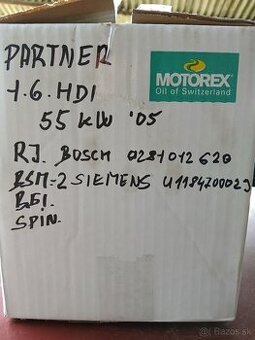 PARTNER
1.6. HDI
55 KW '05
RJ. BOSCH 0281012620
BSM-2 SIEMENS
BEI.
SPIN.
MOTOREX
Oil of Switzerland
Bazos.sk